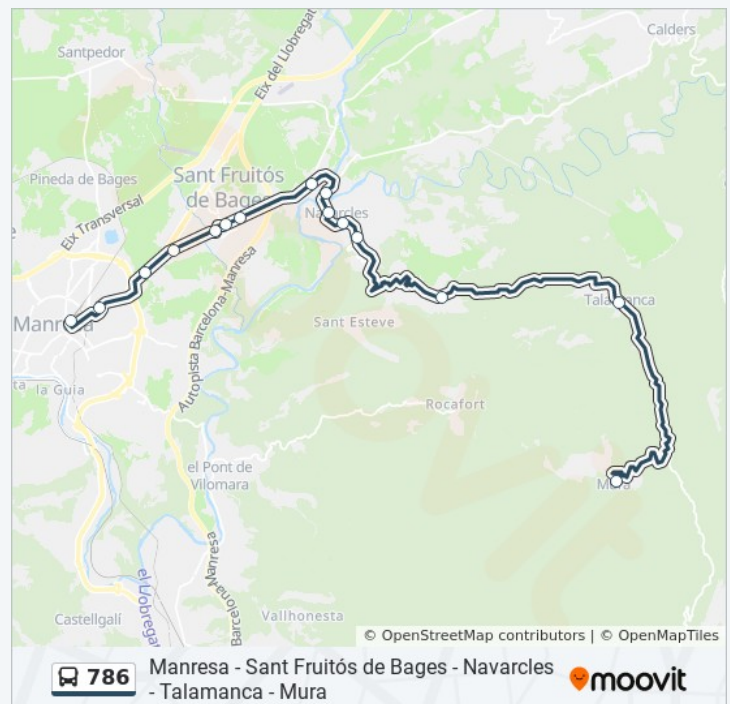 Calders
Santpedor
Eix del Llobregat
Pineda de Bages
Sant Fruitós
de Bages
Eix Transversal
Navarcles
Autopista Barcelona-Manresa
Talamanca
Manresa
Sant Esteve
la Guia
Rocafort
el Pont de
Vilomara
Mura
Barcelona-Manresa
el Llobregat
Castellgalí
Vallhonesta
© OpenStreetMap contributors | © OpenMapTiles
786
Manresa - Sant Fruitós de Bages - Navarcles
- Talamanca - Mura
moovit